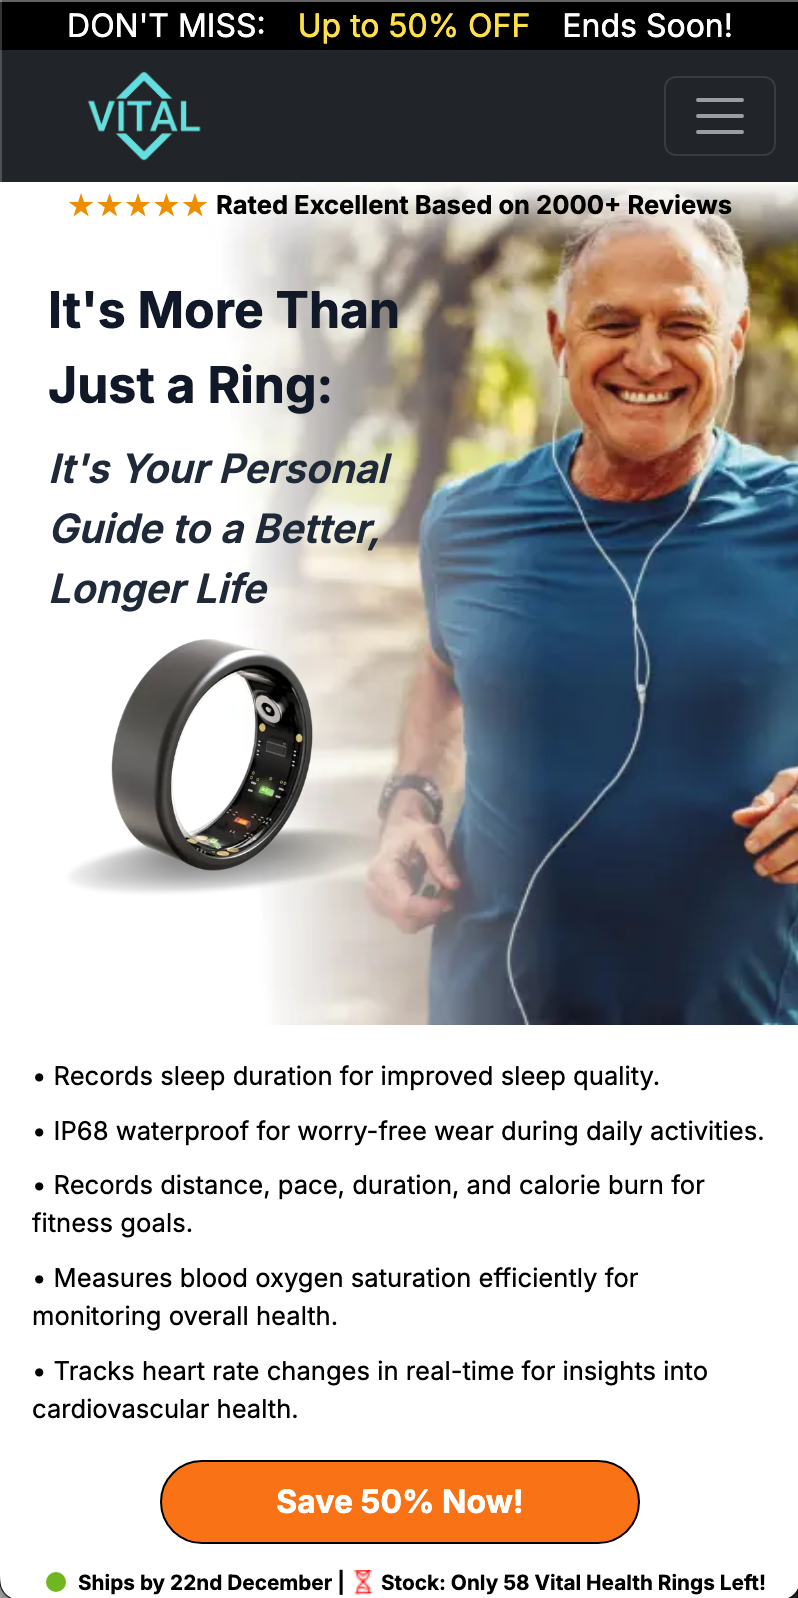 DON'T MISS: Up to 50% OFF Ends Soon!
VITAL
★★★★★ Rated Excellent Based on 2000+ Reviews
It's More Than
Just a Ring:
It's Your Personal
Guide to a Better,
Longer Life
• Records sleep duration for improved sleep quality.
• IP68 waterproof for worry-free wear during daily activities.
• Records distance, pace, duration, and calorie burn for
fitness goals.
• Measures blood oxygen saturation efficiently for
monitoring overall health.
• Tracks heart rate changes in real-time for insights into
cardiovascular health.
Save 50% Now!
Ships by 22nd December | ⏳ Stock: Only 58 Vital Health Rings Left!